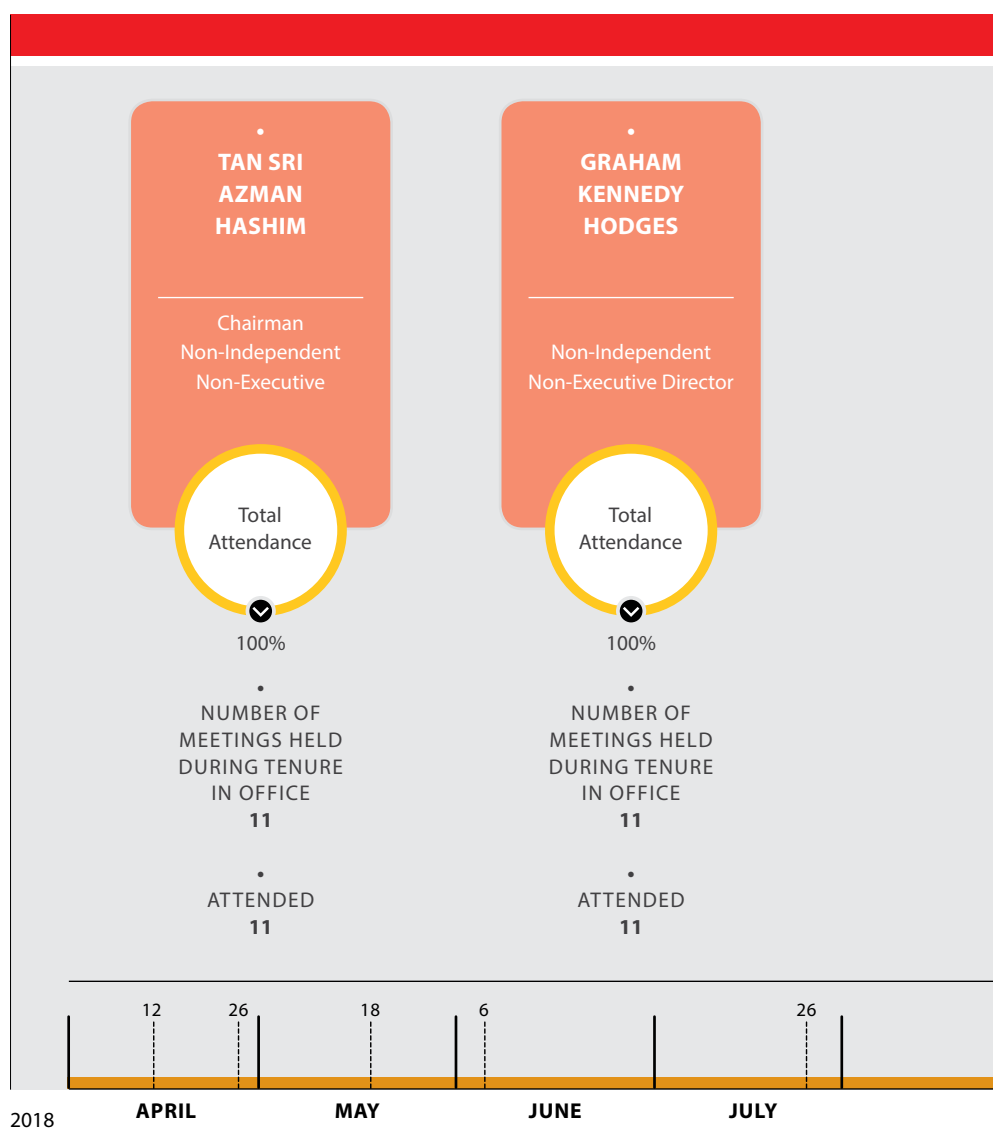 •
TAN SRI
AZMAN
HASHIM
Chairman
Non-Independent
Non-Executive
Total
Attendance
100%
•
NUMBER OF
MEETINGS HELD
DURING TENURE
IN OFFICE
11
•
ATTENDED
11
•
GRAHAM
KENNEDY
HODGES
Non-Independent
Non-Executive Director
Total
Attendance
100%
•
NUMBER OF
MEETINGS HELD
DURING TENURE
IN OFFICE
11
•
ATTENDED
11
12 26 18 6 26
2018 APRIL MAY JUNE JULY